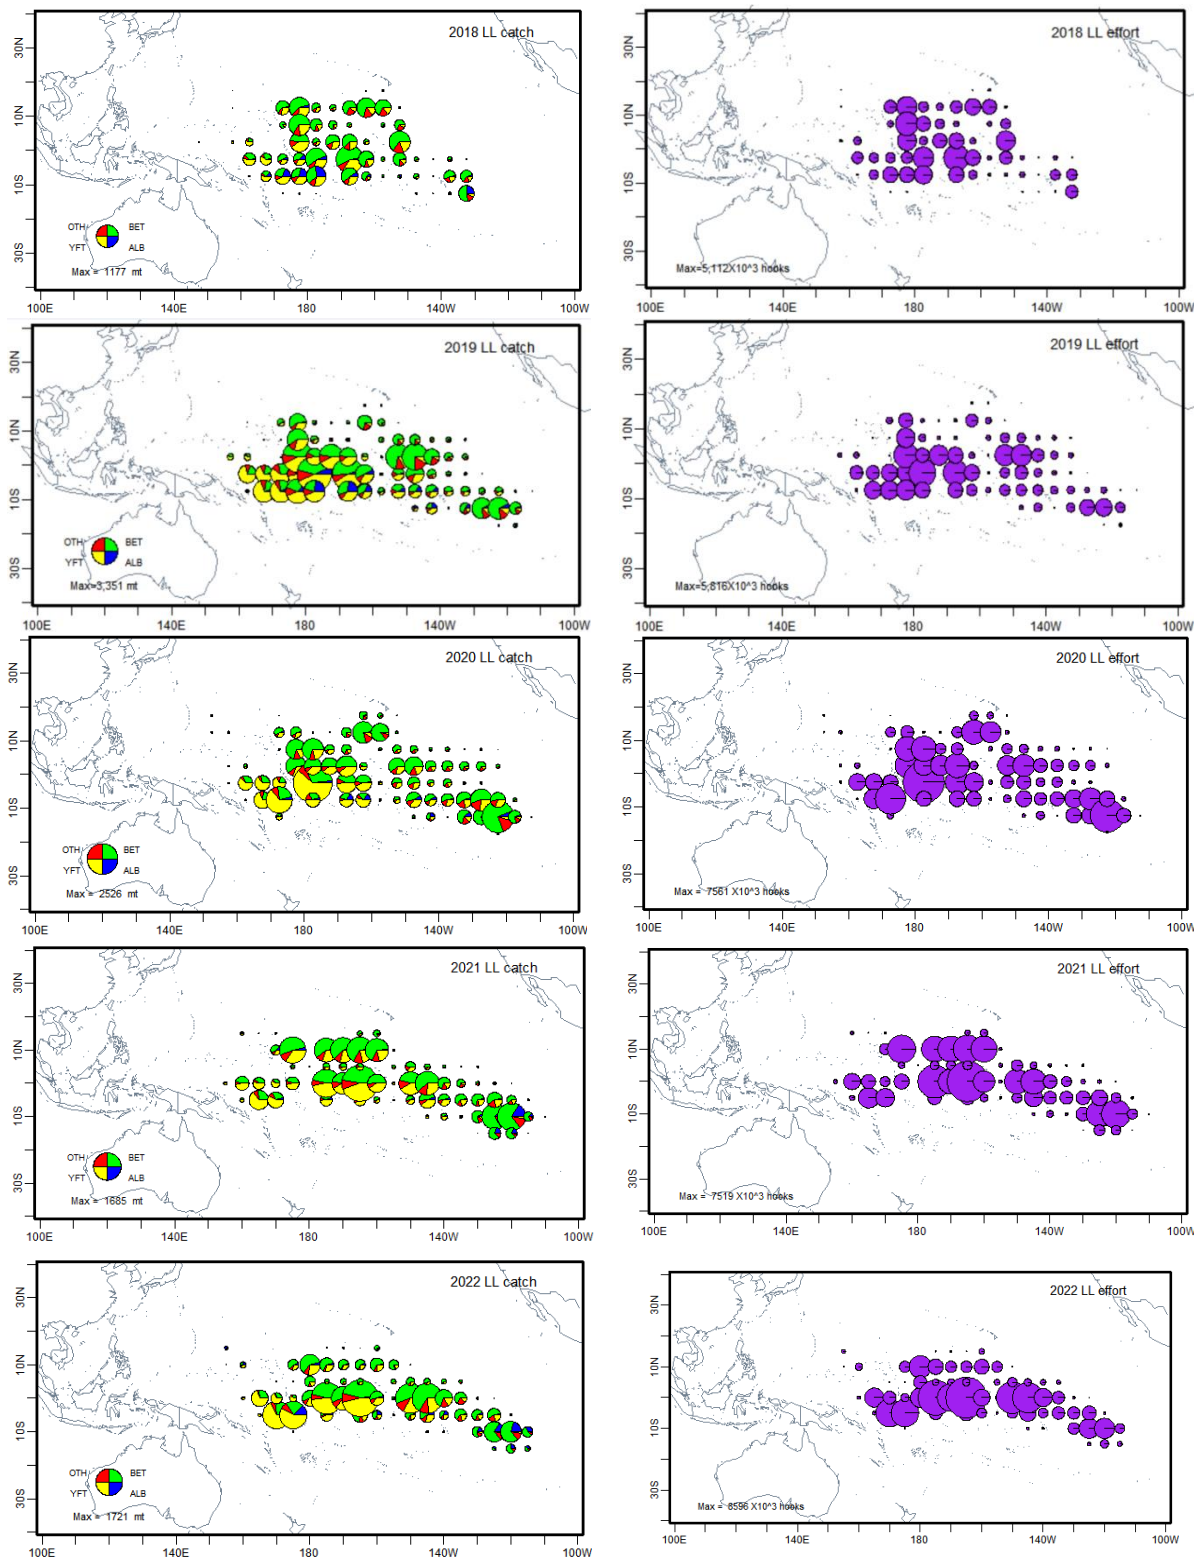 2018 LL catch
30N
10N
10S
30S
OTH BET
YFT ALB
Max = 1177 mt
100E 140E 180 140W 100W
2018 LL effort
30N
10N
10S
30S
Max=5,112X10^3 hooks
100E 140E 180 140W 100W
2019 LL catch
30N
10N
10S
30S
OTH BET
YFT ALB
Max=3,351 mt
100E 140E 180 140W 100W
2019 LL effort
30N
10N
10S
30S
Max=5,816X10^3 hooks
100E 140E 180 140W 100W
2020 LL catch
30N
10N
10S
30S
OTH BET
YFT ALB
Max = 2526 mt
100E 140E 180 140W 100W
2020 LL effort
30N
10N
10S
30S
Max = 7561 X10^3 hooks
100E 140E 180 140W 100W
2021 LL catch
30N
10N
10S
30S
OTH BET
YFT ALB
Max = 1685 mt
100E 140E 180 140W 100W
2021 LL effort
30N
10N
10S
30S
Max = 7519 X10^3 hooks
100E 140E 180 140W 100W
2022 LL catch
30N
10N
10S
30S
OTH BET
YFT ALB
Max = 1721 mt
100E 140E 180 140W 100W
2022 LL effort
30N
10N
10S
30S
Max = 8596 X10^3 hooks
100E 140E 180 140W 100W